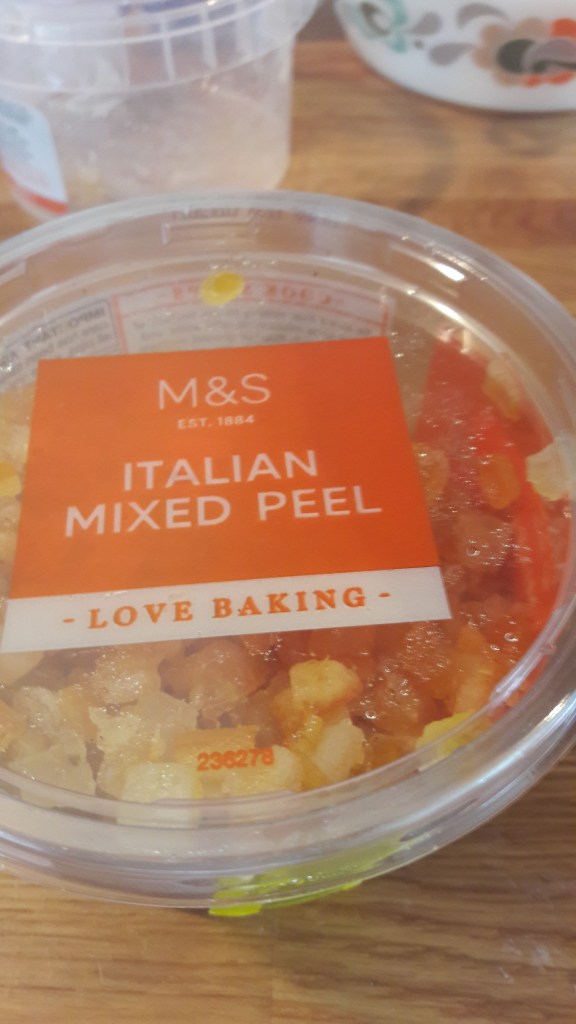 M&S
EST. 1884
ITALIAN
MIXED PEEL
- LOVE BAKING -
236278